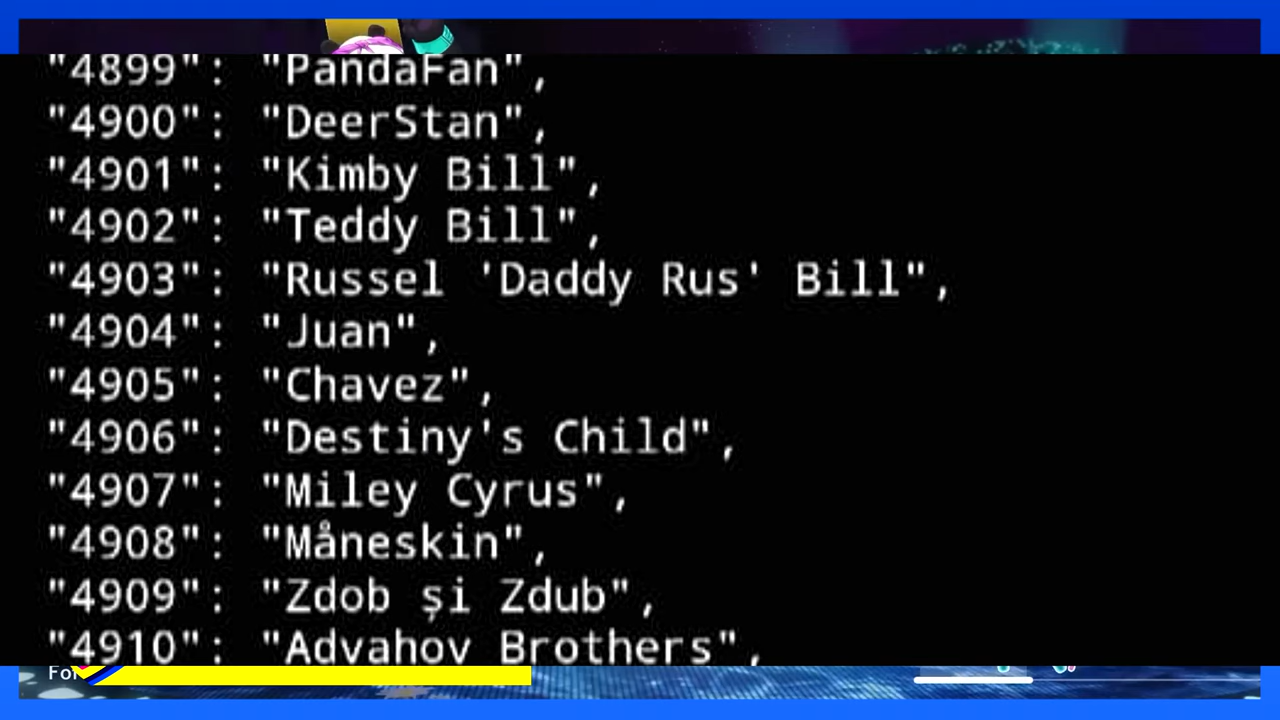 "4899": "PandaFan",
"4900": "DeerStan",
"4901": "Kimby Bill",
"4902": "Teddy Bill",
"4903": "Russel 'Daddy Rus' Bill",
"4904": "Juan",
"4905": "Chavez",
"4906": "Destiny's Child",
"4907": "Miley Cyrus",
"4908": "Måneskin",
"4909": "Zdob și Zdub",
"4910": "Advahov Brothers",